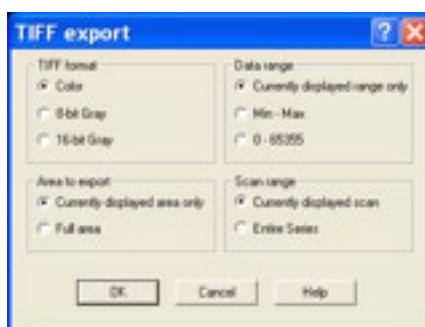 TIFF export
TIFF format
Color
8-bit Gray
16-bit Gray
Data range
Currently displayed range only
Min - Max
0 - 65355
Area to export
Currently displayed area only
Full area
Scan range
Currently displayed scan
Entire Series
OK
Cancel
Help